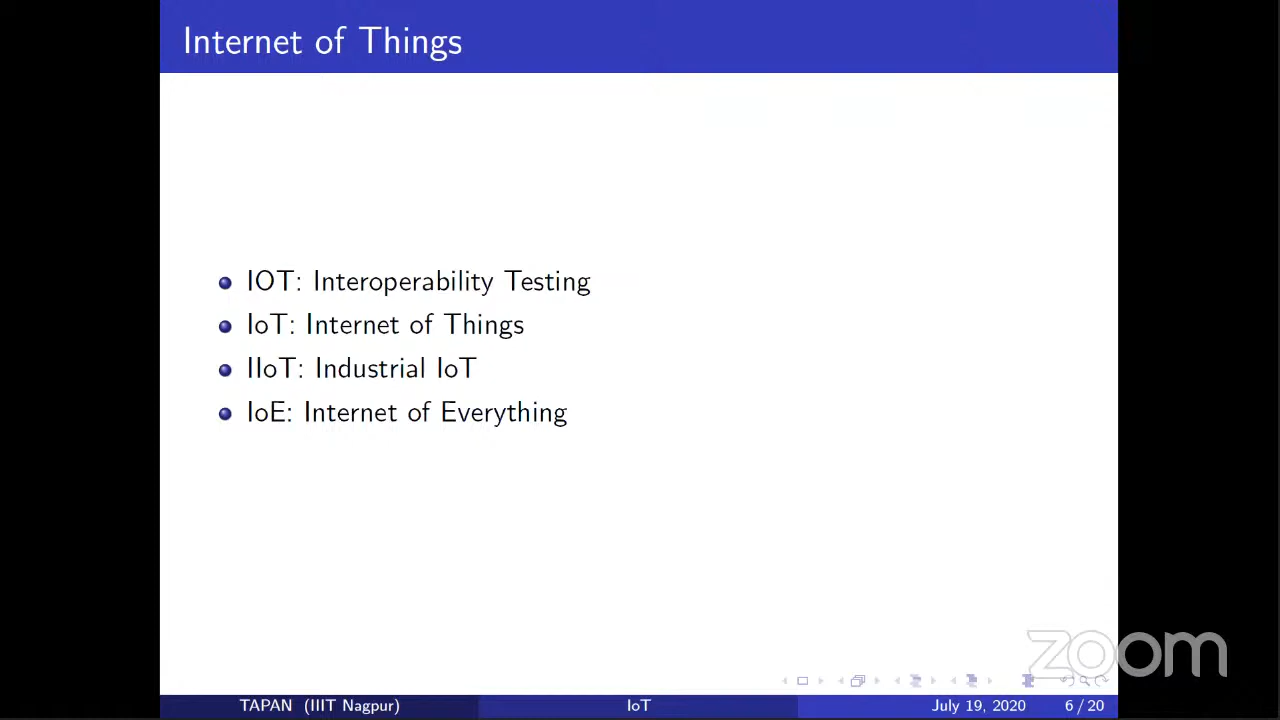 Internet of Things
IOT: Interoperability Testing
IoT: Internet of Things
IIoT: Industrial IoT
IoE: Internet of Everything
zoom
TAPAN (IIIT Nagpur) IoT July 19, 2020 6 / 20